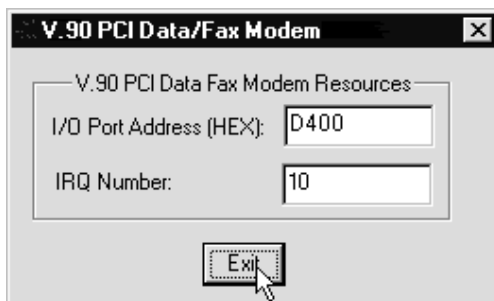 V.90 PCI Data/Fax Modem
V.90 PCI Data Fax Modem Resources
I/O Port Address (HEX): D400
IRQ Number: 10
Exit